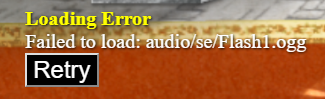 Loading Error
Failed to load: audio/se/Flash1.ogg
Retry